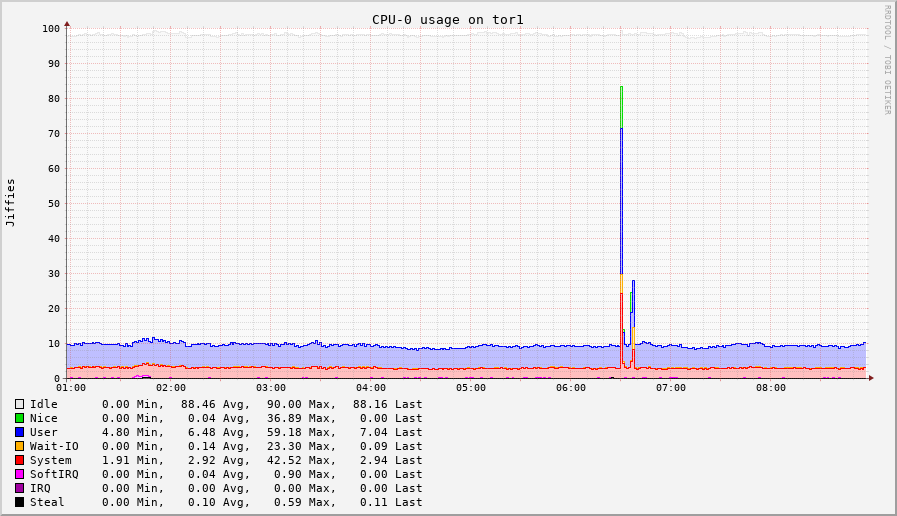 CPU-0 usage on tor1
RRDTOOL / TOBI OETIKER
Jiffies
100
90
80
70
60
50
40
30
20
10
0
01:00 02:00 03:00 04:00 05:00 06:00 07:00 08:00
Idle 0.00 Min, 88.46 Avg, 90.00 Max, 88.16 Last
Nice 0.00 Min, 0.04 Avg, 36.89 Max, 0.00 Last
User 4.80 Min, 6.48 Avg, 59.18 Max, 7.04 Last
Wait-IO 0.00 Min, 0.14 Avg, 23.30 Max, 0.09 Last
System 1.91 Min, 2.92 Avg, 42.52 Max, 2.94 Last
SoftIRQ 0.00 Min, 0.04 Avg, 0.90 Max, 0.00 Last
IRQ 0.00 Min, 0.00 Avg, 0.00 Max, 0.00 Last
Steal 0.00 Min, 0.10 Avg, 0.59 Max, 0.11 Last